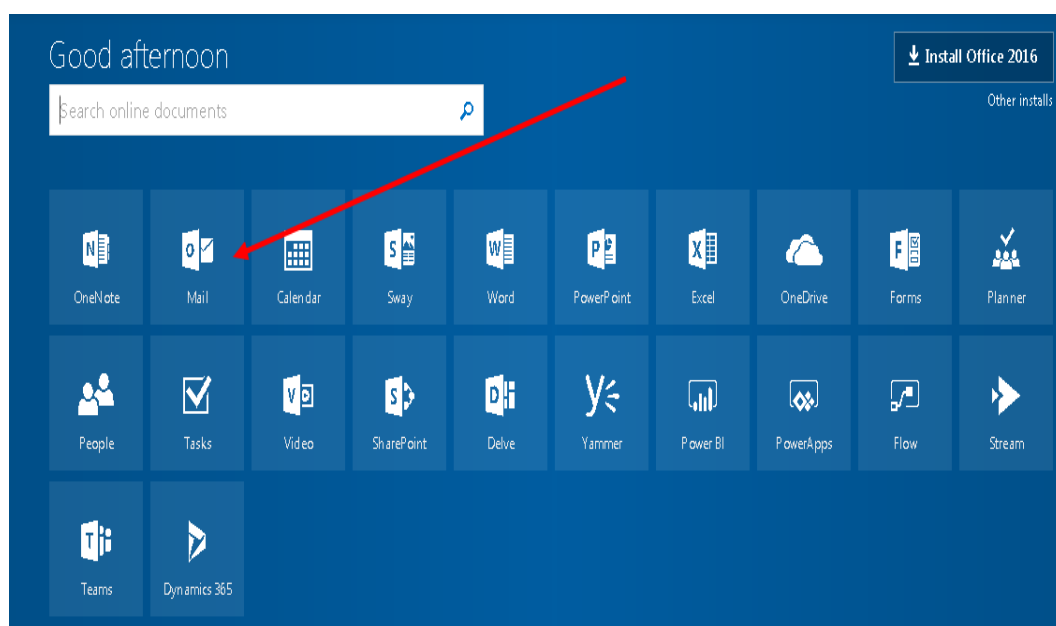 Good afternoon
Install Office 2016
Search online documents
Other installs
OneNote Mail Calendar Sway Word PowerPoint Excel OneDrive Forms Planner
People Tasks Video SharePoint Delve Yammer Power BI PowerApps Flow Stream
Teams Dynamics 365